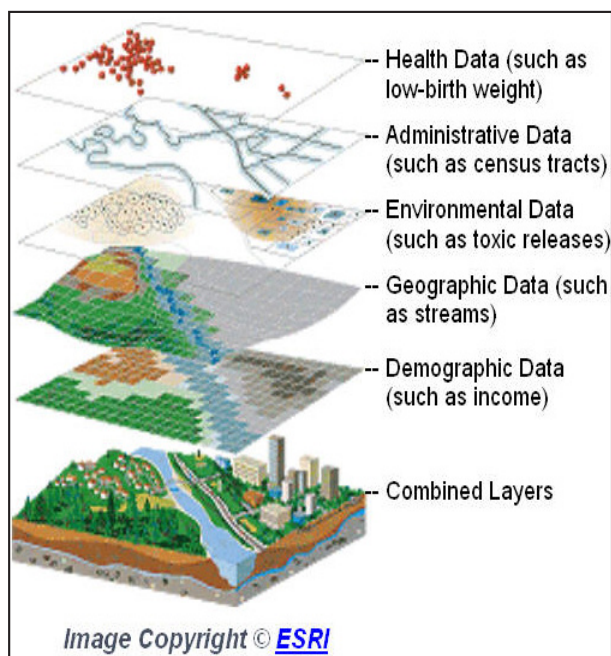 -- Health Data (such as
low-birth weight)
-- Administrative Data
(such as census tracts)
-- Environmental Data
(such as toxic releases)
-- Geographic Data (such
as streams)
-- Demographic Data
(such as income)
-- Combined Layers
Image Copyright © ESRI